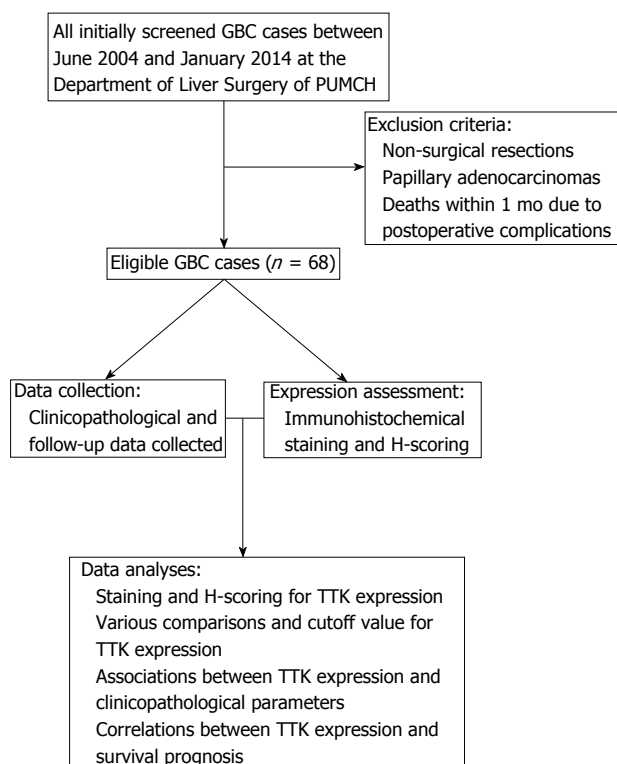 All initially screened GBC cases between
June 2004 and January 2014 at the
Department of Liver Surgery of PUMCH
Exclusion criteria:
Non-surgical resections
Papillary adenocarcinomas
Deaths within 1 mo due to
postoperative complications
Eligible GBC cases (n = 68)
Data collection:
Clinicopathological and
follow-up data collected
Expression assessment:
Immunohistochemical
staining and H-scoring
Data analyses:
Staining and H-scoring for TTK expression
Various comparisons and cutoff value for
TTK expression
Associations between TTK expression and
clinicopathological parameters
Correlations between TTK expression and
survival prognosis